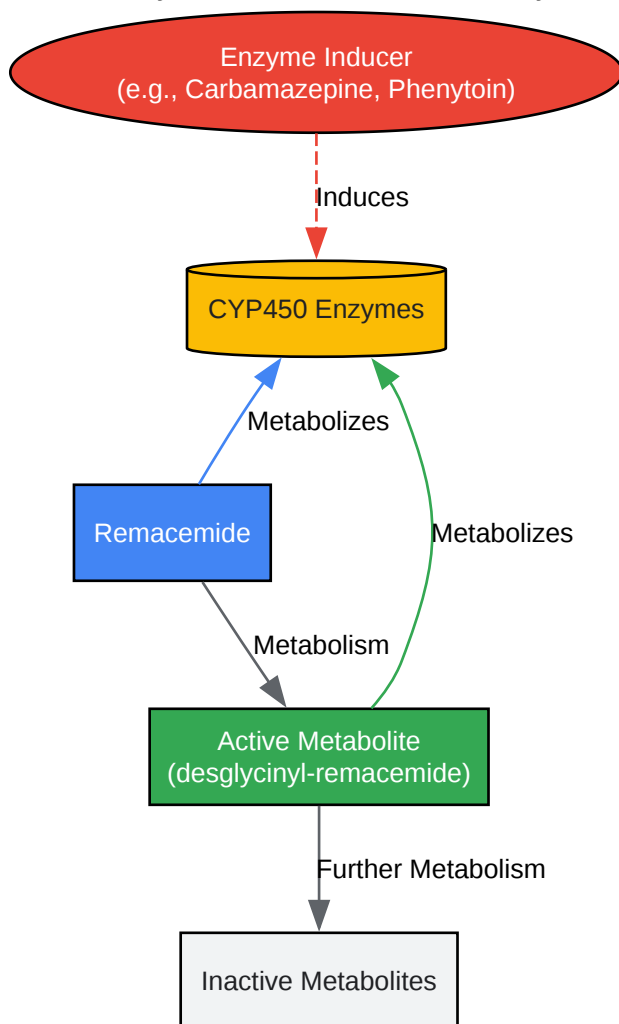 Enzyme Inducer
(e.g., Carbamazepine, Phenytoin)
Induces
CYP450 Enzymes
Metabolizes
Remacemide
Metabolizes
Metabolism
Active Metabolite
(desglycinyl-remacemide)
Further Metabolism
Inactive Metabolites